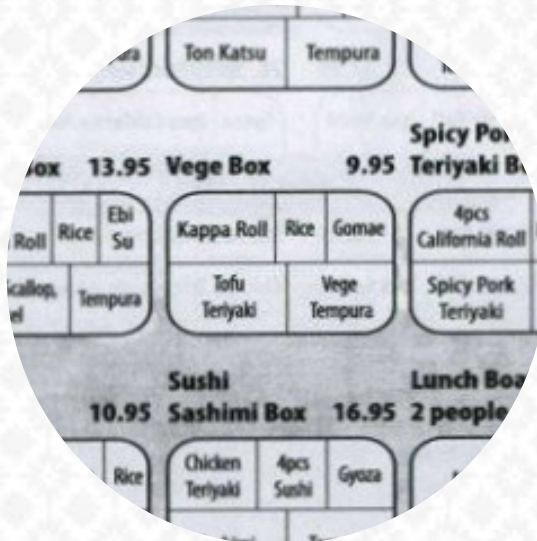 Ton Katsu Tempura
Spicy
13.95 Vege Box 9.95 Teriyaki
Roll Rice Ebi Su Kappa Roll Rice Gomae 4pcs California Roll
Tempura Tofu Teriyaki Vege Tempura Spicy Pork Teriyaki
Sushi Lunch
10.95 Sashimi Box 16.95 2 people
Rice Chicken Teriyaki 4pcs Sushi Gyoza